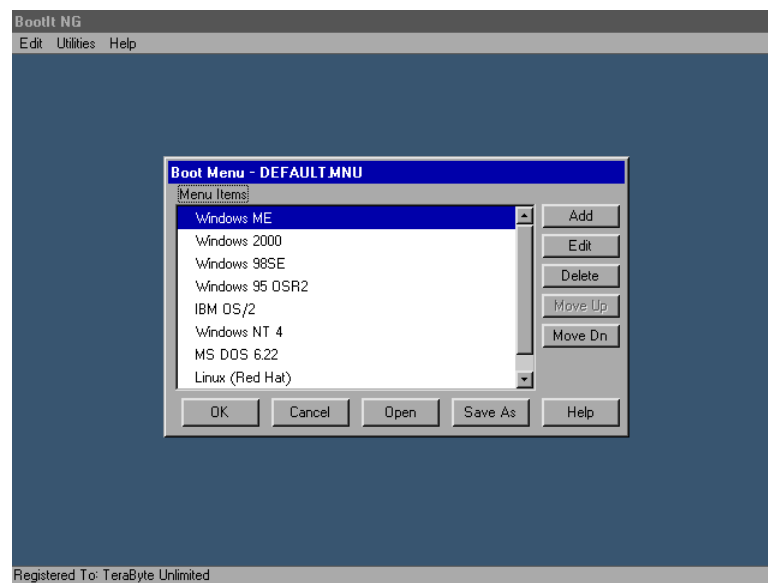 BootIt NG
Edit Utilities Help
Boot Menu - DEFAULT.MNU
Menu Items
Windows ME
Windows 2000
Windows 98SE
Windows 95 OSR2
IBM OS/2
Windows NT 4
MS DOS 6.22
Linux (Red Hat)
Add
Edit
Delete
Move Up
Move Dn
OK Cancel Open Save As Help
Registered To: TeraByte Unlimited